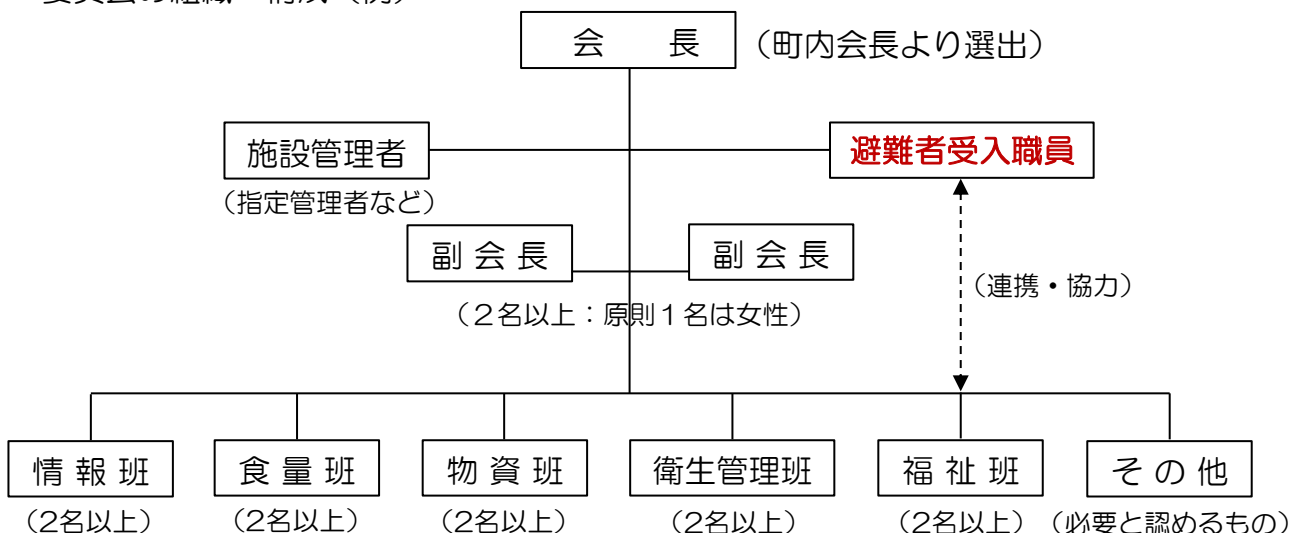 会　長 （町内会長より選出）
施設管理者 避難者受入職員
（指定管理者など）
副 会 長 副 会 長
（連携・協力）
（２名以上：原則１名は女性）
情 報 班 食 量 班 物 資 班 衛生管理班 福 祉 班 そ の 他
（2名以上） （2名以上） （2名以上） （2名以上） （2名以上） （必要と認めるもの）